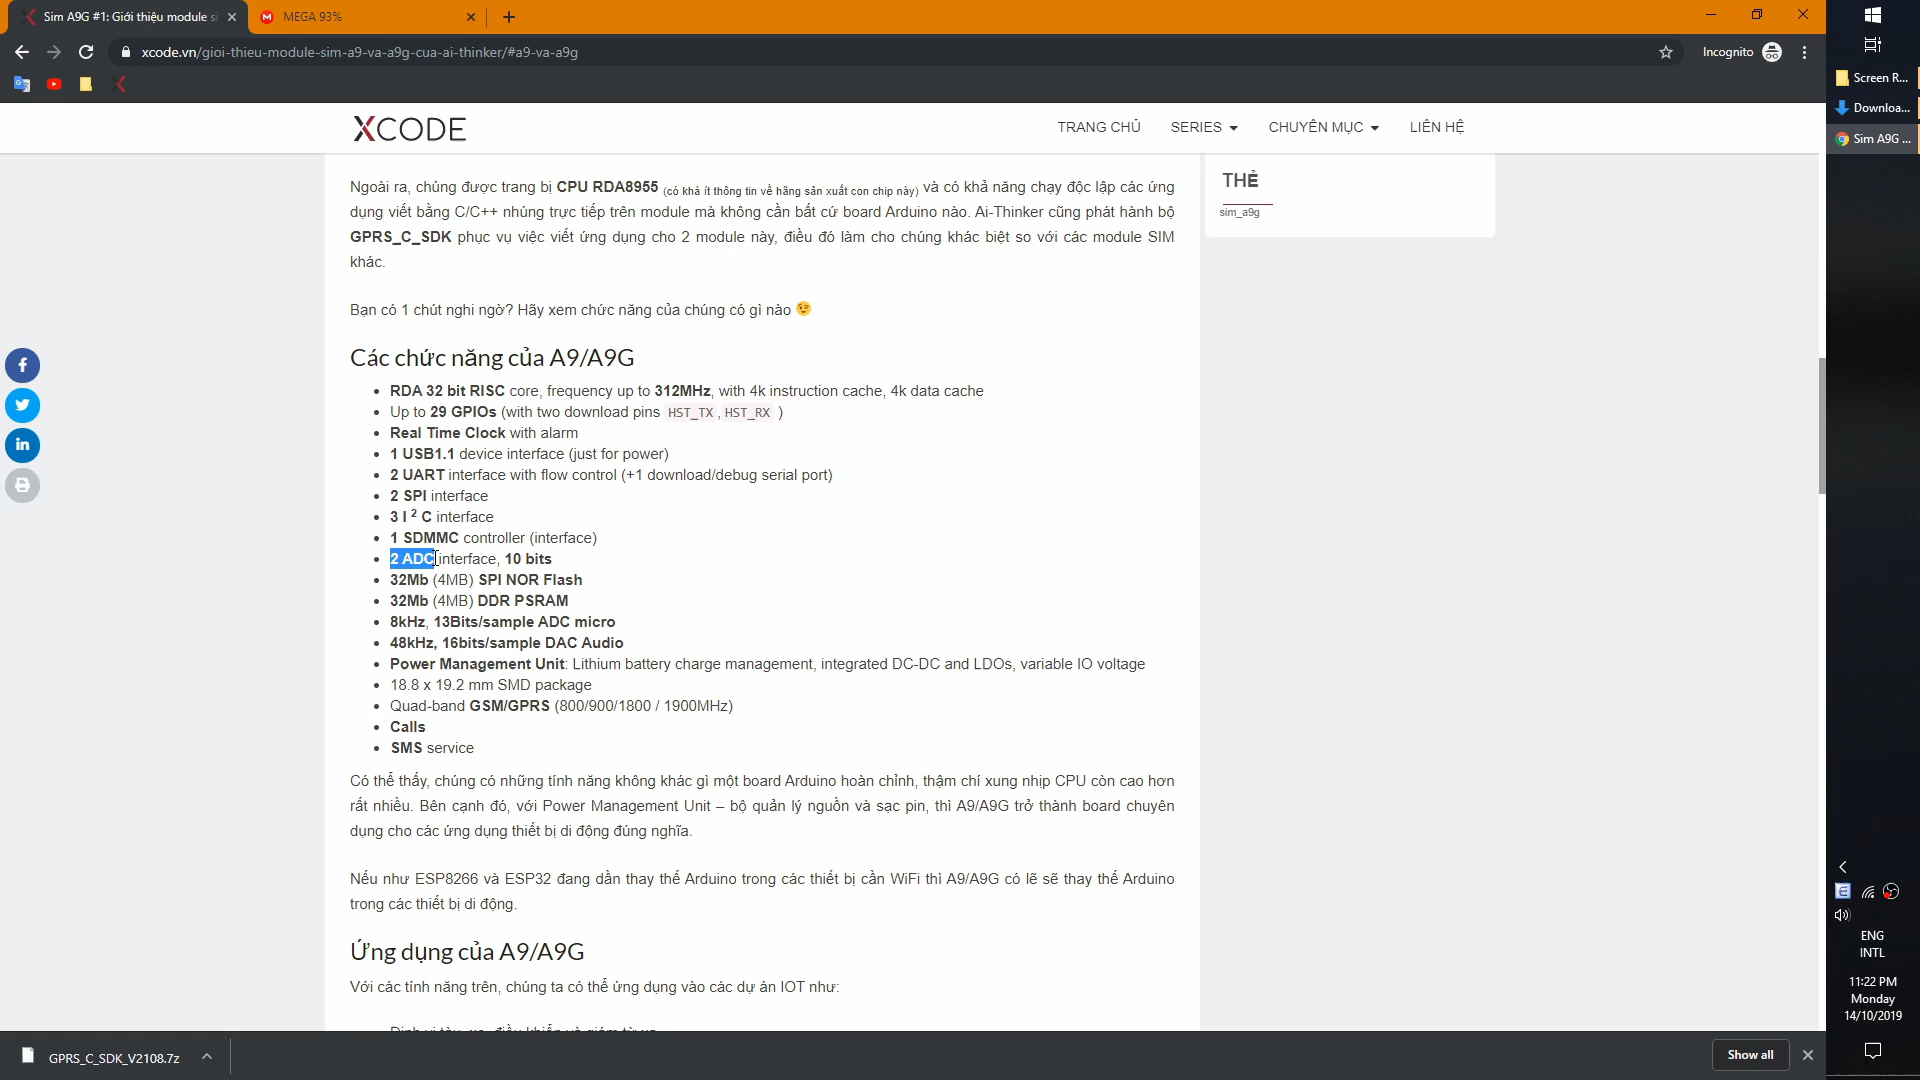 Sim A9G #1: Giới thiệu module si
MEGA 93%
xcode.vn/gioi-thieu-module-sim-a9-va-a9g-cua-ai-thinker/#a9-va-a9g
Incognito
Screen R...
Downloa...
Sim A9G ...
XCODE
TRANG CHỦ
SERIES
CHUYÊN MỤC
LIÊN HỆ
THẺ
sim_a9g
Ngoài ra, chúng được trang bị CPU RDA8955 (có khá ít thông tin về hãng sản xuất con chip này) và có khả năng chạy độc lập các ứng
dụng viết bằng C/C++ nhúng trực tiếp trên module mà không cần bất cứ board Arduino nào. Ai-Thinker cũng phát hành bộ
GPRS_C_SDK phục vụ việc viết ứng dụng cho 2 module này, điều đó làm cho chúng khác biệt so với các module SIM
khác.
Bạn có 1 chút nghi ngờ? Hãy xem chức năng của chúng có gì nào 😉
Các chức năng của A9/A9G
• RDA 32 bit RISC core, frequency up to 312MHz, with 4k instruction cache, 4k data cache
• Up to 29 GPIOs (with two download pins HST_TX , HST_RX )
• Real Time Clock with alarm
• 1 USB1.1 device interface (just for power)
• 2 UART interface with flow control (+1 download/debug serial port)
• 2 SPI interface
• 3 I 2 C interface
• 1 SDMMC controller (interface)
• 2 ADC interface, 10 bits
• 32Mb (4MB) SPI NOR Flash
• 32Mb (4MB) DDR PSRAM
• 8kHz, 13Bits/sample ADC micro
• 48kHz, 16bits/sample DAC Audio
• Power Management Unit: Lithium battery charge management, integrated DC-DC and LDOs, variable IO voltage
• 18.8 x 19.2 mm SMD package
• Quad-band GSM/GPRS (800/900/1800 / 1900MHz)
• Calls
• SMS service
Có thể thấy, chúng có những tính năng không khác gì một board Arduino hoàn chỉnh, thậm chí xung nhịp CPU còn cao hơn
rất nhiều. Bên cạnh đó, với Power Management Unit – bộ quản lý nguồn và sạc pin, thì A9/A9G trở thành board chuyên
dụng cho các ứng dụng thiết bị di động đúng nghĩa.
Nếu như ESP8266 và ESP32 đang dần thay thế Arduino trong các thiết bị cần WiFi thì A9/A9G có lẽ sẽ thay thế Arduino
trong các thiết bị di động.
Ứng dụng của A9/A9G
Với các tính năng trên, chúng ta có thể ứng dụng vào các dự án IOT như:
ENG
INTL
11:22 PM
Monday
14/10/2019
GPRS_C_SDK_V2108.7z
Show all